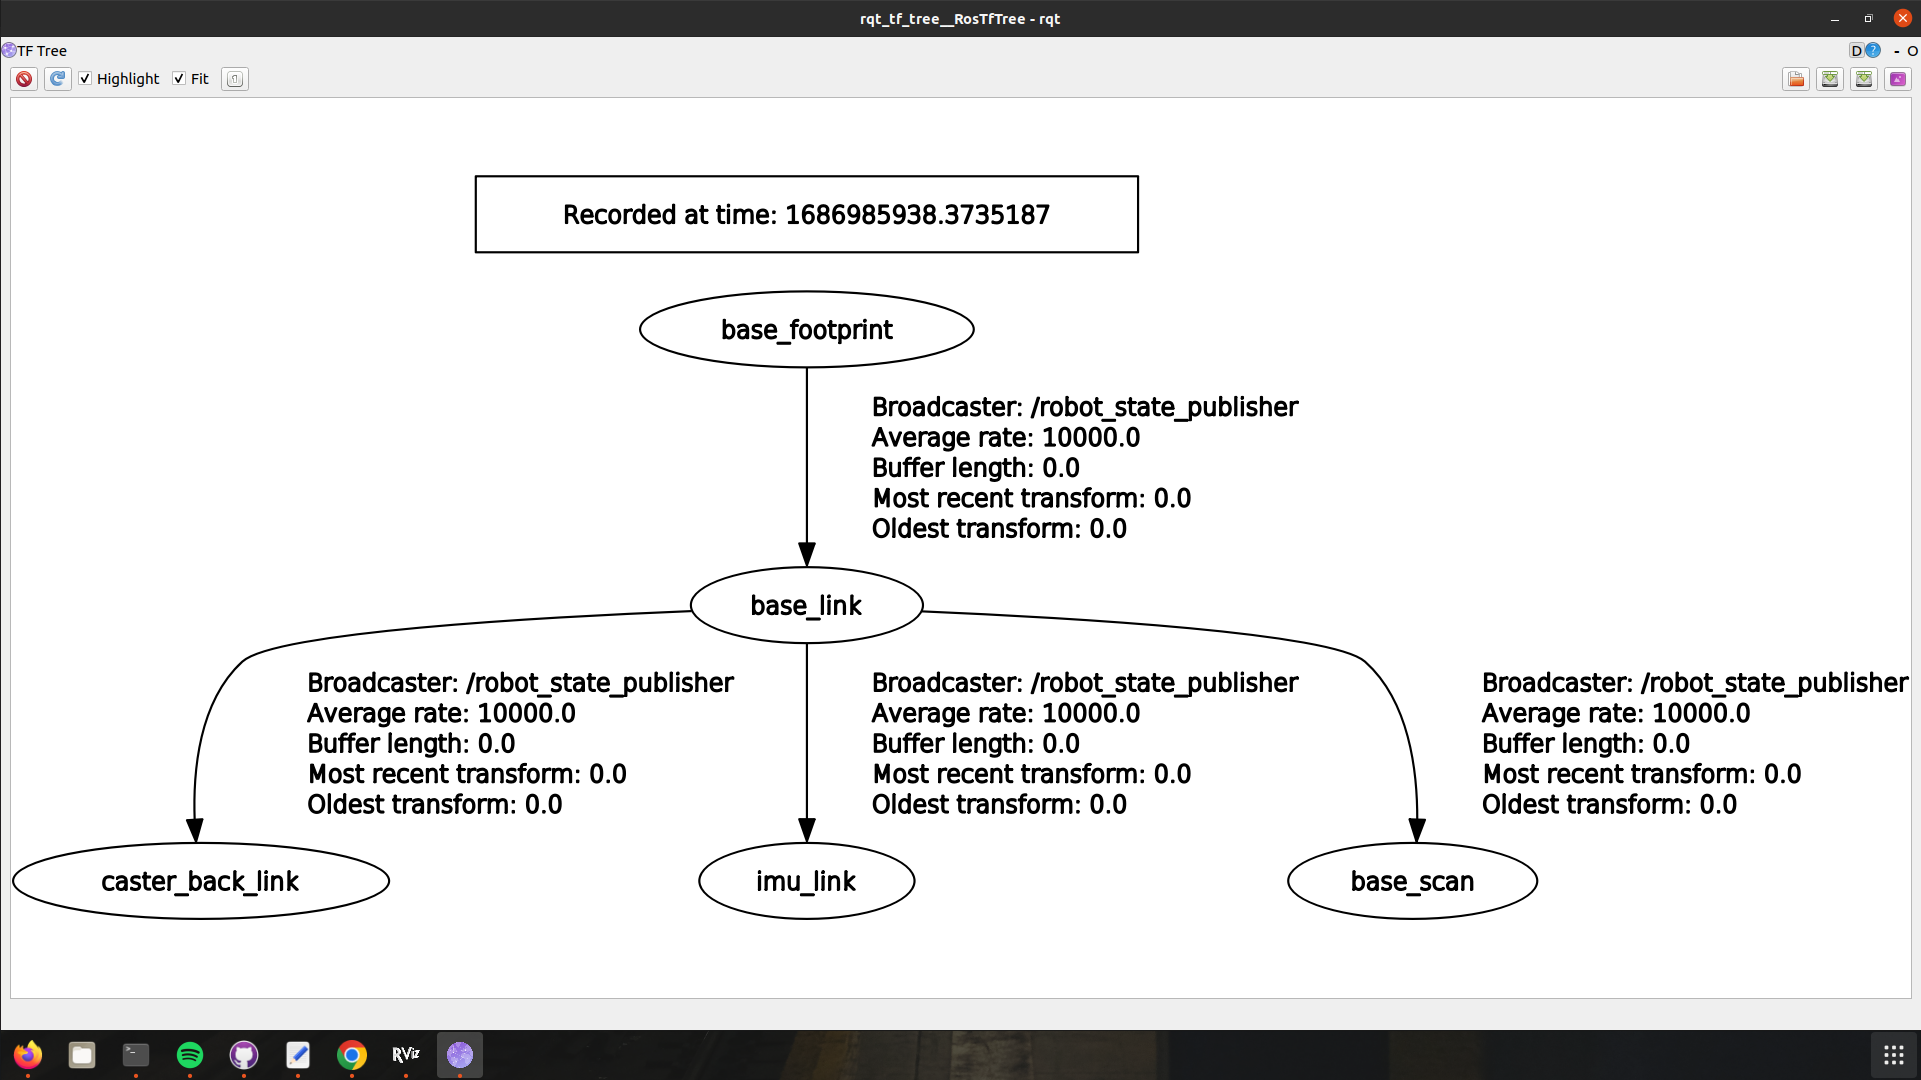 rqt_tf_tree__RosTfTree - rqt
TF Tree
D
?
- O
Highlight
Fit
Recorded at time: 1686985938.3735187
base_footprint
Broadcaster: /robot_state_publisher
Average rate: 10000.0
Buffer length: 0.0
Most recent transform: 0.0
Oldest transform: 0.0
base_link
Broadcaster: /robot_state_publisher
Average rate: 10000.0
Buffer length: 0.0
Most recent transform: 0.0
Oldest transform: 0.0
Broadcaster: /robot_state_publisher
Average rate: 10000.0
Buffer length: 0.0
Most recent transform: 0.0
Oldest transform: 0.0
Broadcaster: /robot_state_publisher
Average rate: 10000.0
Buffer length: 0.0
Most recent transform: 0.0
Oldest transform: 0.0
caster_back_link
imu_link
base_scan
RViz